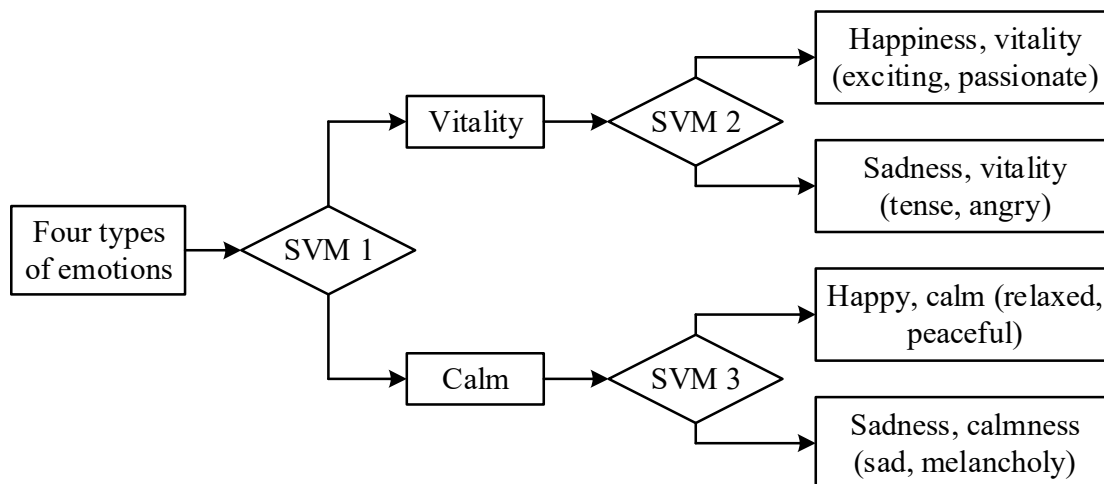 Four types
of emotions
SVM 1
Vitality
SVM 2
Happiness, vitality
(exciting, passionate)
Sadness, vitality
(tense, angry)
Calm
SVM 3
Happy, calm (relaxed,
peaceful)
Sadness, calmness
(sad, melancholy)